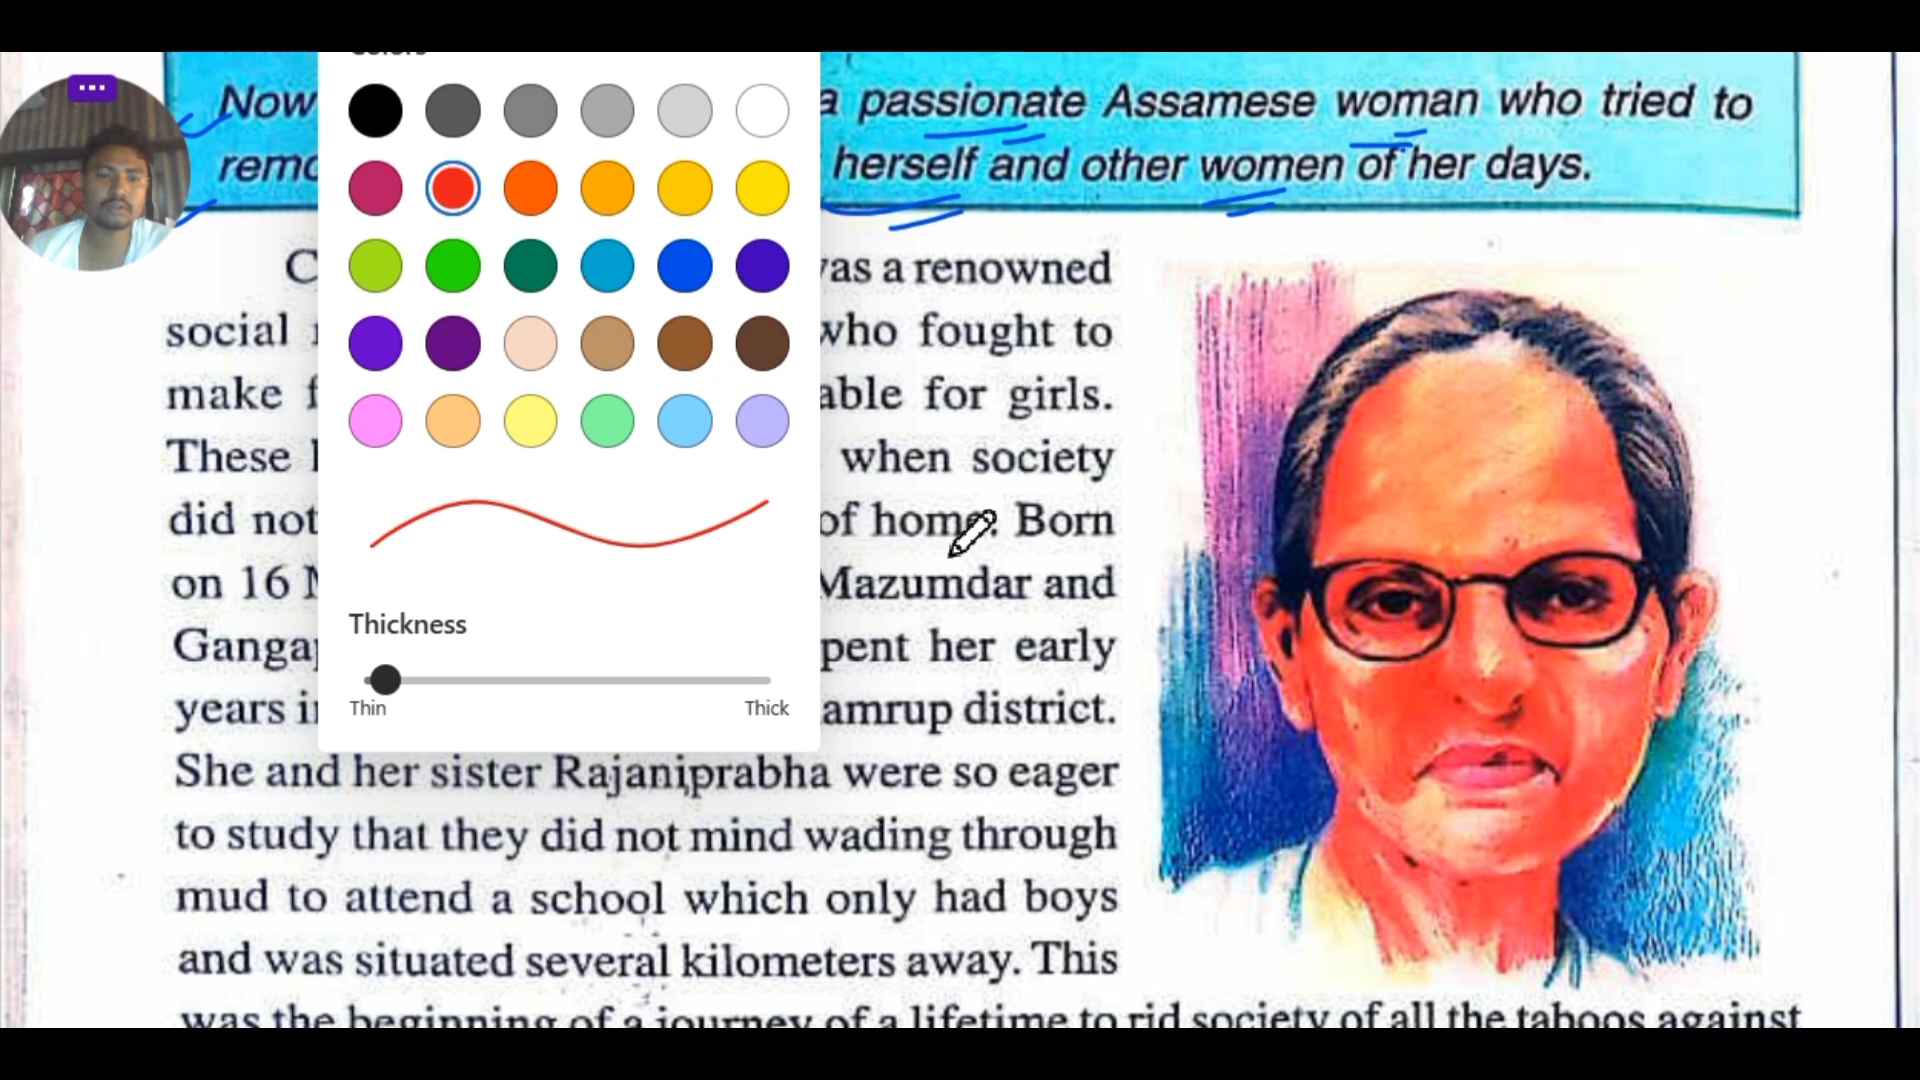 Colors
Now a passionate Assamese woman who tried to
herself and other women of her days.
was a renowned
social who fought to
make able for girls.
These when society
did not of home. Born
on 16 Mazumdar and
spent her early
years in amrup district.
She and her sister Rajaniprabha were so eager
to study that they did not mind wading through
mud to attend a school which only had boys
and was situated several kilometers away. This
was the beginning of a journey of a lifetime to rid society of all the taboos against
Thickness
Thin Thick